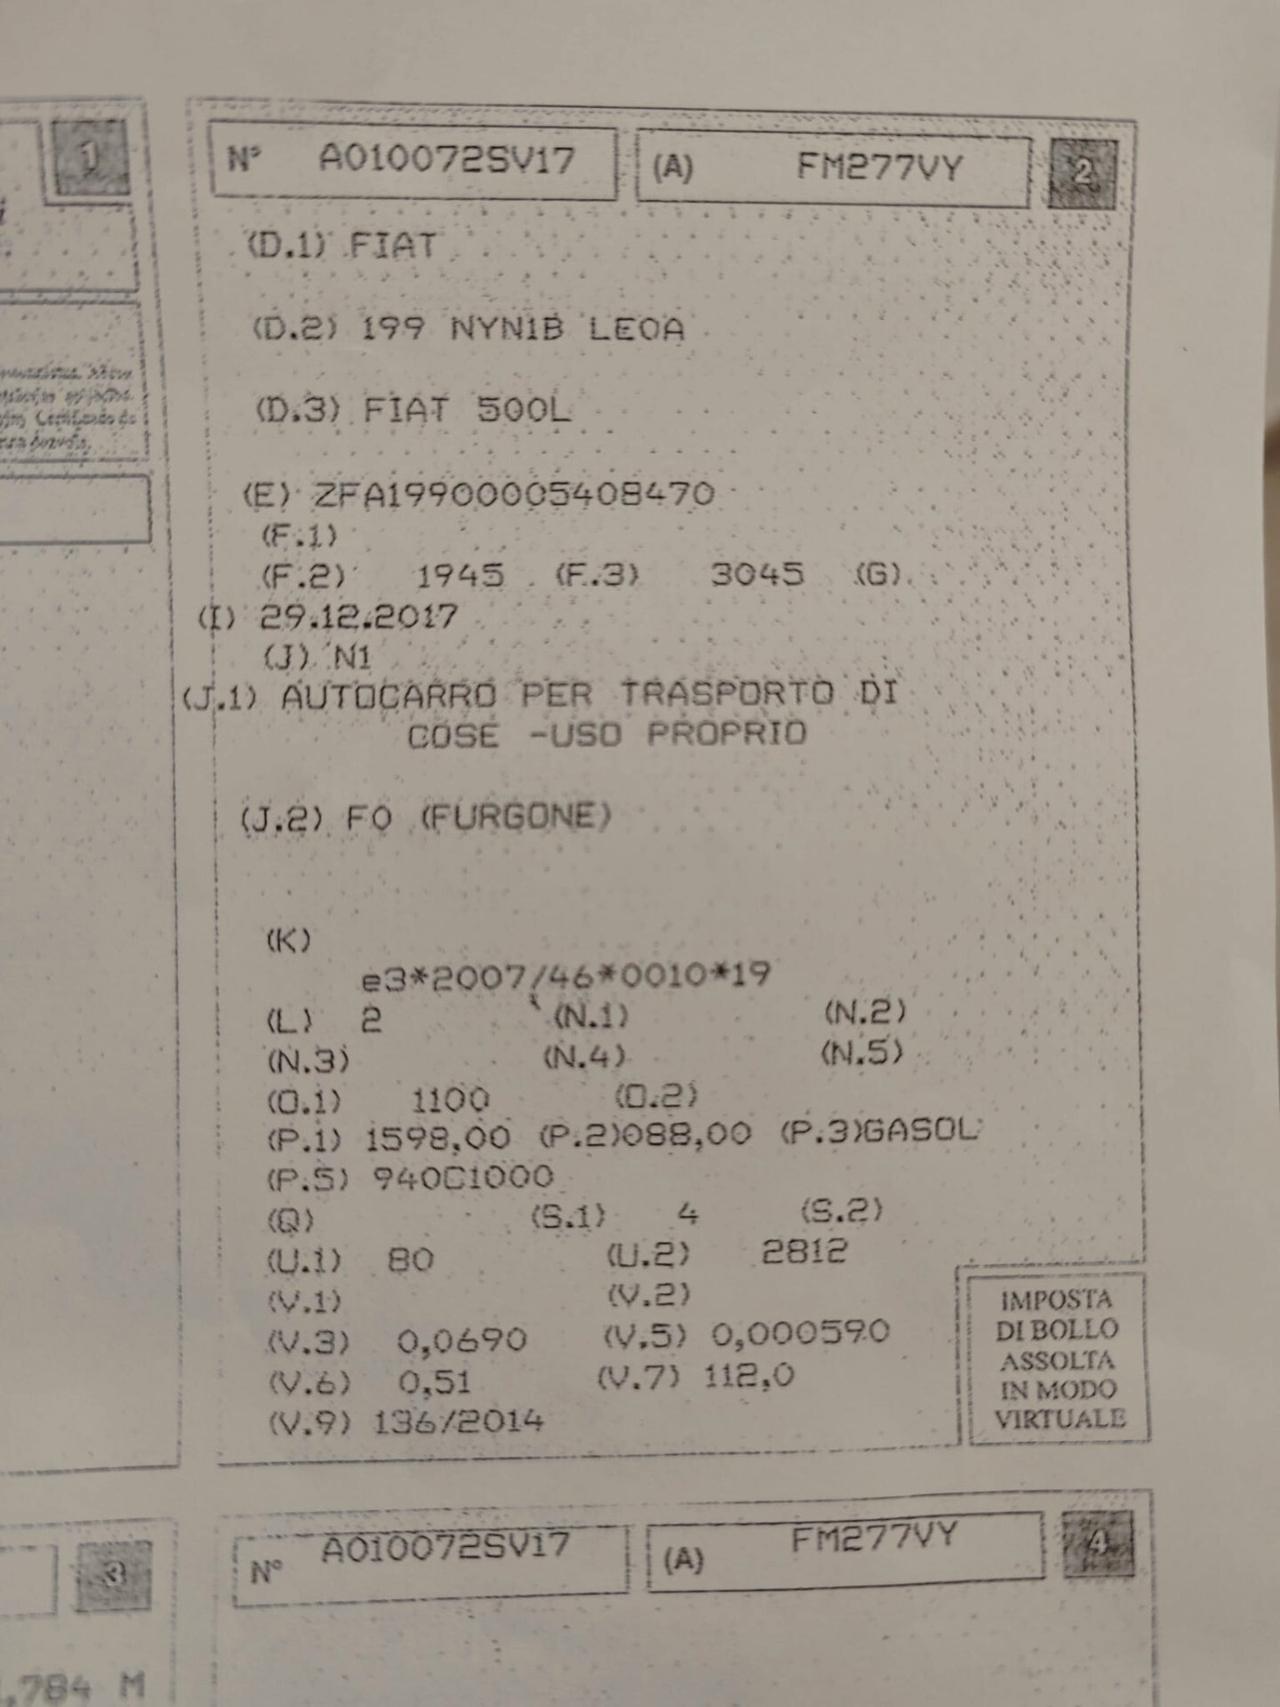 1
N° A010072SV17 (A) FM277VY 2
(D.1) FIAT
(D.2) 199 NYN1B LEOA
(D.3) FIAT 500L
(E) ZFA19900005408470
(F.1)
(F.2) 1945 (F.3) 3045 (G)
(I) 29.12.2017
(J) N1
(J.1) AUTOCARRO PER TRASPORTO DI
COSE -USO PROPRIO
(J.2) FO (FURGONE)
(K)
e3*2007/46*0010*19
(L) 2 (N.1) (N.2)
(N.3) (N.4) (N.5)
(O.1) 1100 (O.2)
(P.1) 1598,00 (P.2)088,00 (P.3)GASOL
(P.5) 940C1000
(Q) (S.1) 4 (S.2)
(U.1) 80 (U.2) 2812
(V.1) (V.2)
(V.3) 0,0690 (V.5) 0,000590
(V.6) 0,51 (V.7) 112,0
(V.9) 136/2014
IMPOSTA
DI BOLLO
ASSOLTA
IN MODO
VIRTUALE
3
N° A010072SV17 (A) FM277VY 4
,784 M